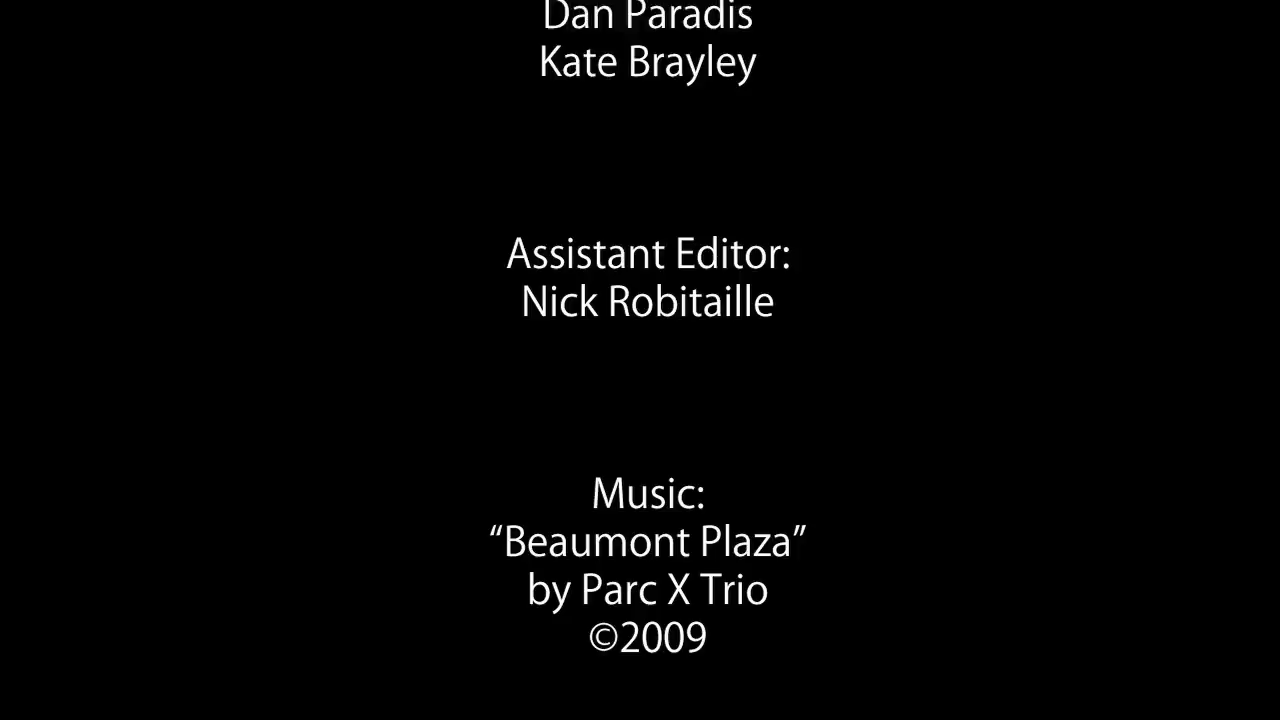 Dan Paradis
Kate Brayley
Assistant Editor:
Nick Robitaille
Music:
“Beaumont Plaza”
by Parc X Trio
©2009